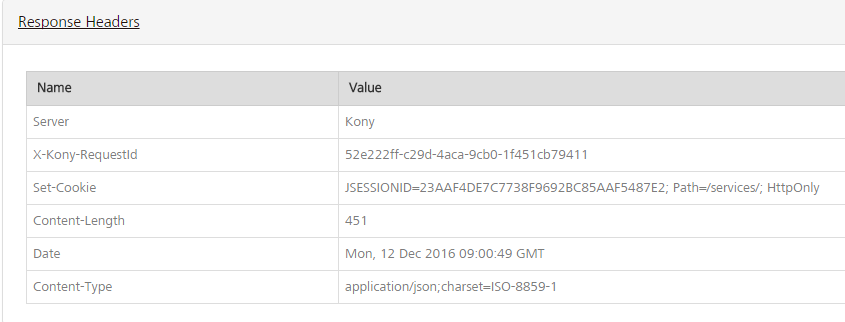 Response Headers
Name Value
Server Kony
X-Kony-RequestId 52e222ff-c29d-4aca-9cb0-1f451cb79411
Set-Cookie JSESSIONID=23AAF4DE7C7738F9692BC85AAF5487E2; Path=/services/; HttpOnly
Content-Length 451
Date Mon, 12 Dec 2016 09:00:49 GMT
Content-Type application/json;charset=ISO-8859-1